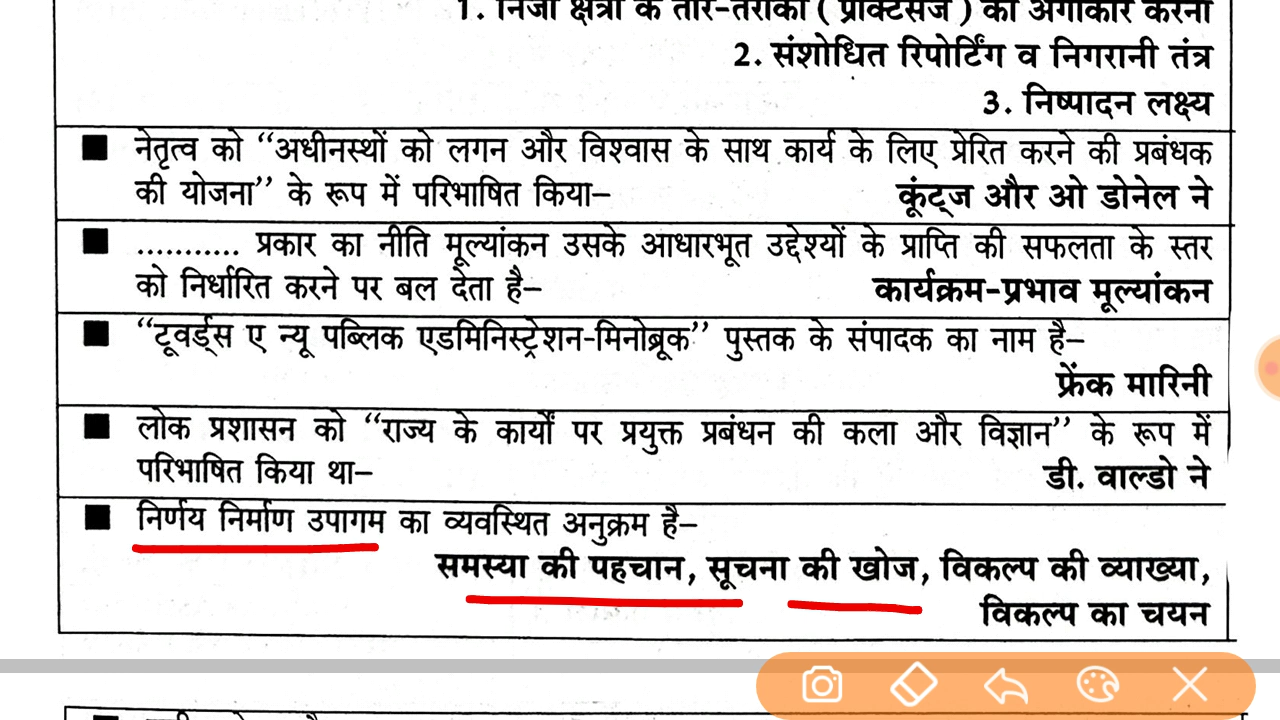 1. निजी क्षेत्रों के तौर-तरीकों ( प्रैक्टिसेज ) को अंगीकार करना
2. संशोधित रिपोर्टिंग व निगरानी तंत्र
3. निष्पादन लक्ष्य
■ नेतृत्व को “अधीनस्थों को लगन और विश्वास के साथ कार्य के लिए प्रेरित करने की प्रबंधक
की योजना” के रूप में परिभाषित किया– कूंट्ज और ओ डोनेल ने
■ ........... प्रकार का नीति मूल्यांकन उसके आधारभूत उद्देश्यों के प्राप्ति की सफलता के स्तर
को निर्धारित करने पर बल देता है– कार्यक्रम-प्रभाव मूल्यांकन
■ “टूवर्ड्स ए न्यू पब्लिक एडमिनिस्ट्रेशन-मिनोब्रूक” पुस्तक के संपादक का नाम है–
फ्रेंक मारिनी
■ लोक प्रशासन को “राज्य के कार्यों पर प्रयुक्त प्रबंधन की कला और विज्ञान” के रूप में
परिभाषित किया था– डी. वाल्डो ने
■ निर्णय निर्माण उपागम का व्यवस्थित अनुक्रम है–
समस्या की पहचान, सूचना की खोज, विकल्प की व्याख्या,
विकल्प का चयन